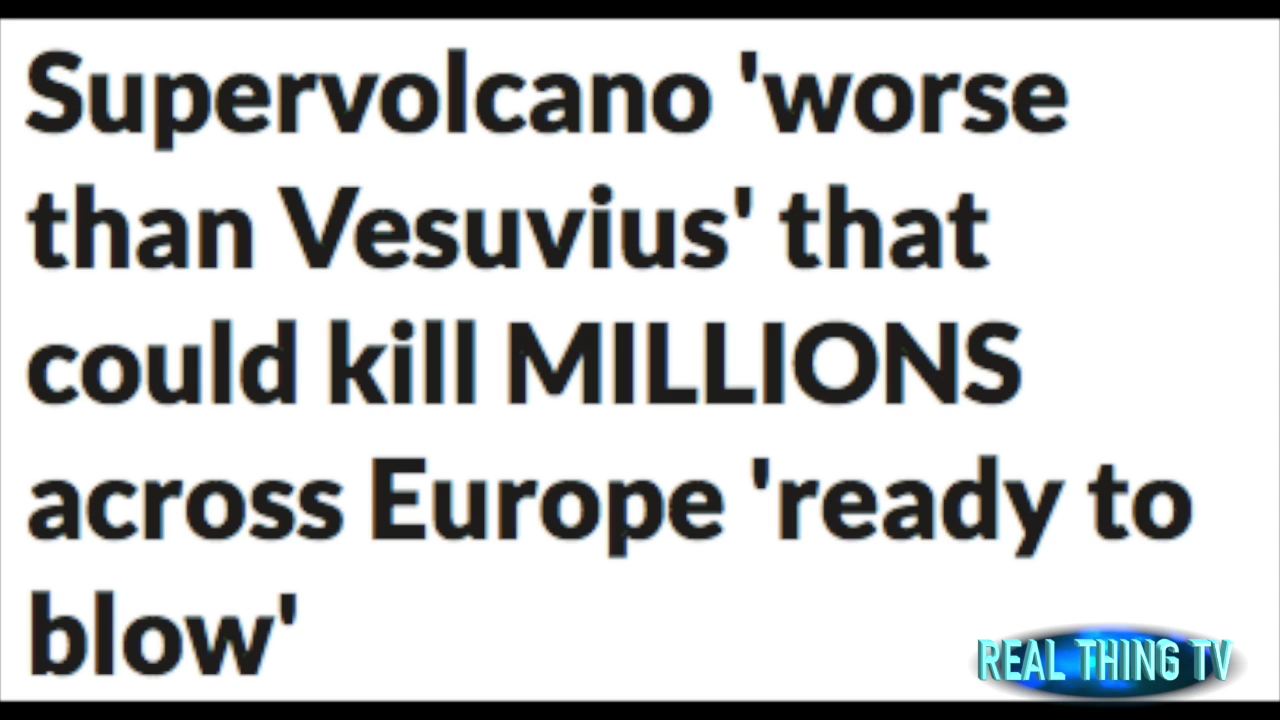 Supervolcano 'worse
than Vesuvius' that
could kill MILLIONS
across Europe 'ready to
blow'
REAL THING TV